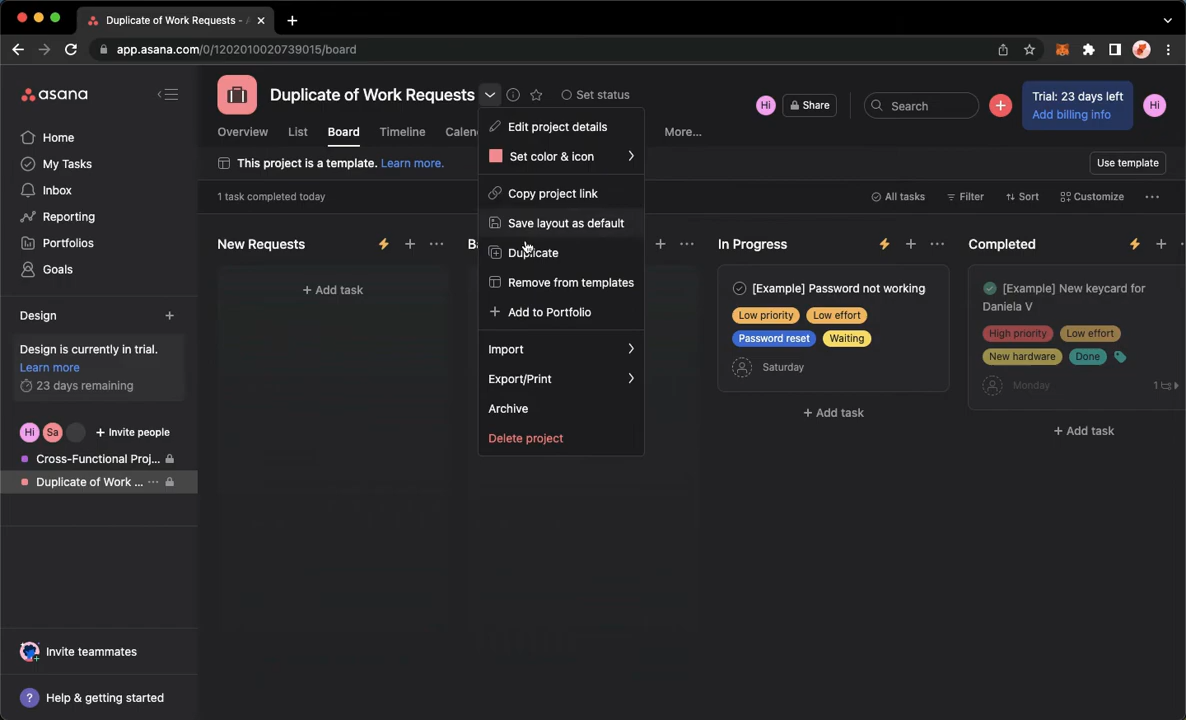 Duplicate of Work Requests -
app.asana.com/0/1202010020739015/board
asana
Duplicate of Work Requests
Set status
Hi
Share
Search
Trial: 23 days left
Add billing info
Hi
Overview
List
Board
Timeline
Calen
More...
This project is a template. Learn more.
Use template
1 task completed today
All tasks
Filter
Sort
Customize
Home
My Tasks
Inbox
Reporting
Portfolios
Goals
Design
Design is currently in trial.
Learn more
23 days remaining
Hi
Sa
Invite people
Cross-Functional Proj...
Duplicate of Work ...
Invite teammates
? Help & getting started
Edit project details
Set color & icon
Copy project link
Save layout as default
Duplicate
Remove from templates
+ Add to Portfolio
Import
Export/Print
Archive
Delete project
New Requests
+ Add task
Ba
In Progress
[Example] Password not working
Low priority
Low effort
Password reset
Waiting
Saturday
+ Add task
Completed
[Example] New keycard for
Daniela V
High priority
Low effort
New hardware
Done
Monday
1
+ Add task